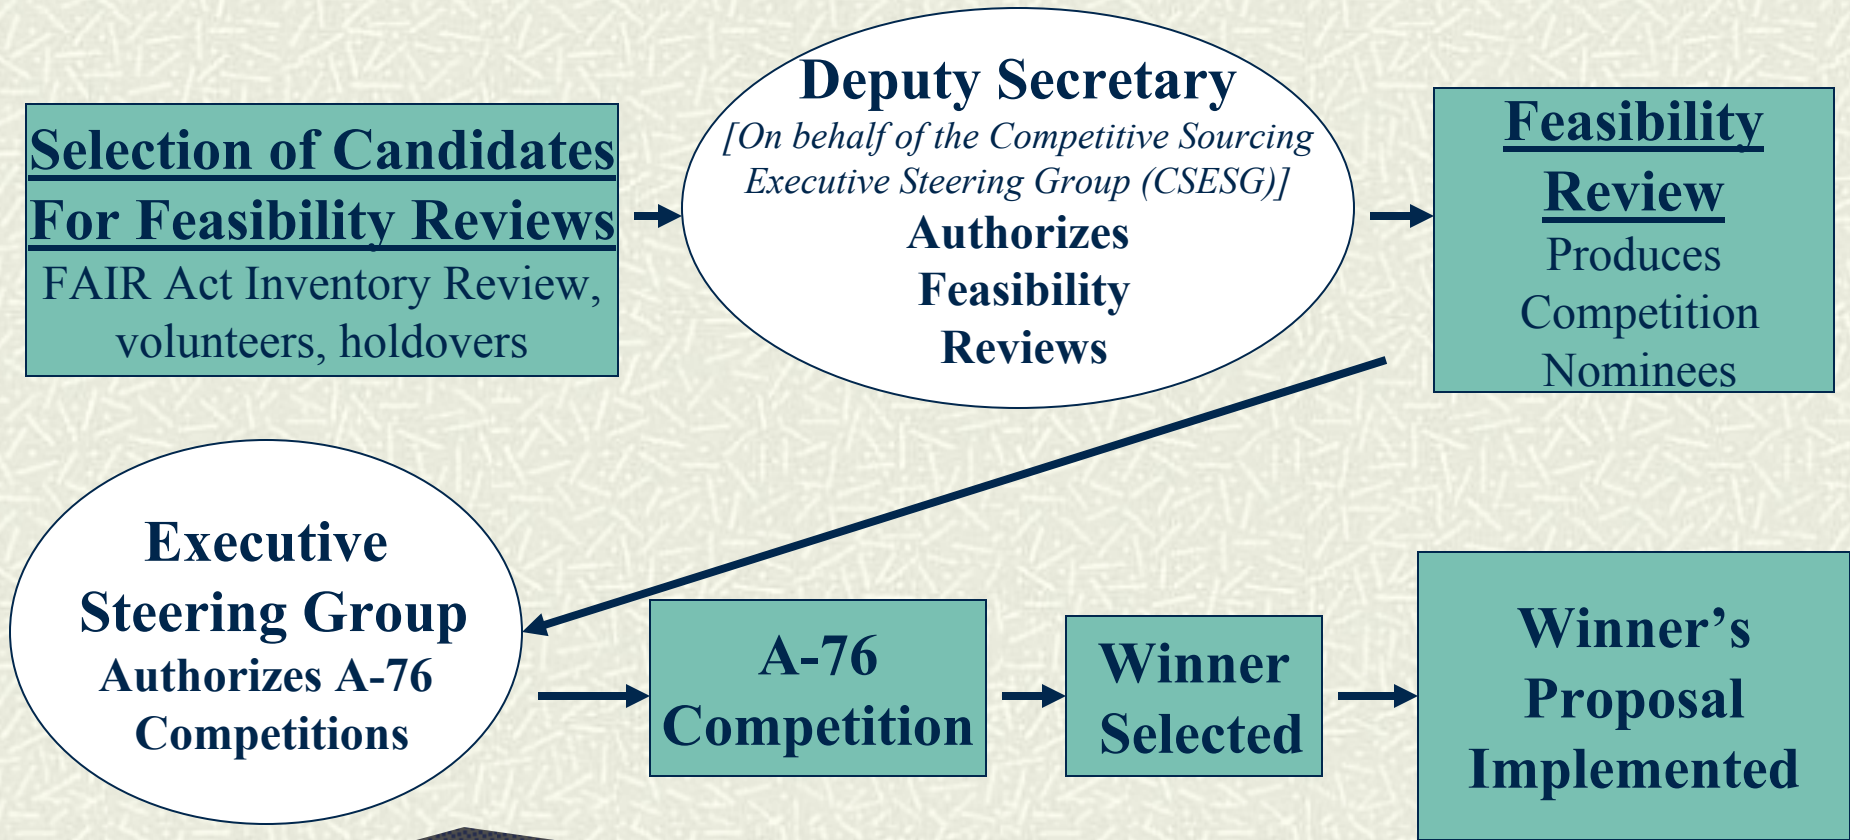 Selection of Candidates
For Feasibility Reviews
FAIR Act Inventory Review,
volunteers, holdovers
Deputy Secretary
[On behalf of the Competitive Sourcing
Executive Steering Group (CSESG)]
Authorizes
Feasibility
Reviews
Feasibility
Review
Produces
Competition
Nominees
Executive
Steering Group
Authorizes A-76
Competitions
A-76
Competition
Winner
Selected
Winner’s
Proposal
Implemented